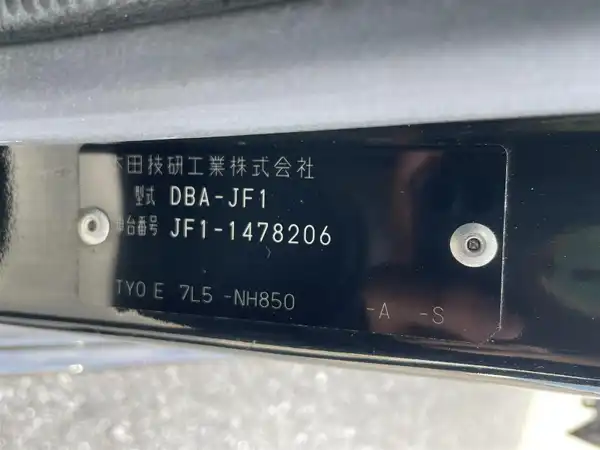 本田技研工業株式会社
型式 DBA-JF1
車台番号 JF1-1478206
TY0 E 7L5 -NH850 -A -S